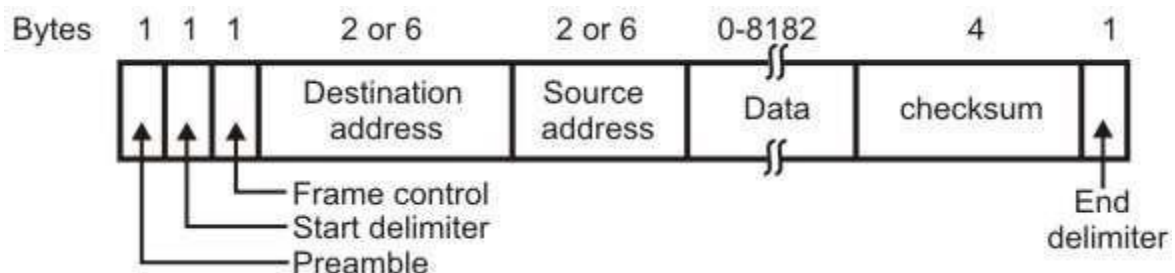 Bytes 1 1 1 2 or 6 2 or 6 0-8182 4 1
Destination address
Source address
Data
checksum
Frame control
Start delimiter
Preamble
End delimiter